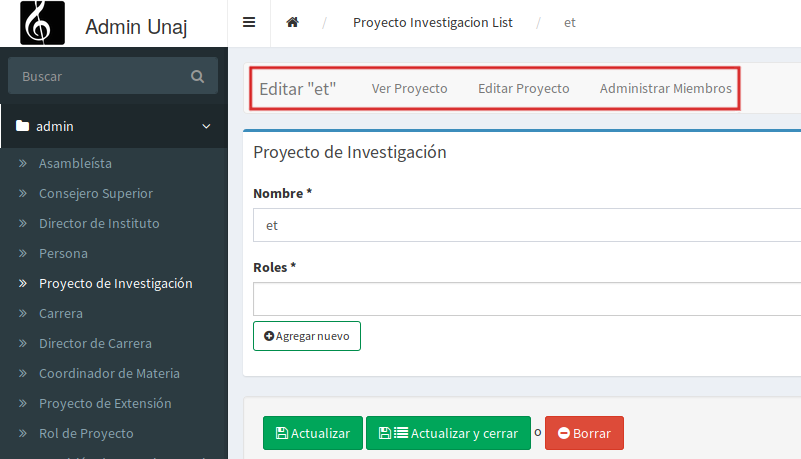 Admin Unaj
/ Proyecto Investigacion List / et
Buscar
admin
Asambleísta
Consejero Superior
Director de Instituto
Persona
Proyecto de Investigación
Carrera
Director de Carrera
Coordinador de Materia
Proyecto de Extensión
Rol de Proyecto
Editar "et" Ver Proyecto Editar Proyecto Administrar Miembros
Proyecto de Investigación
Nombre *
et
Roles *
Agregar nuevo
Actualizar Actualizar y cerrar o Borrar